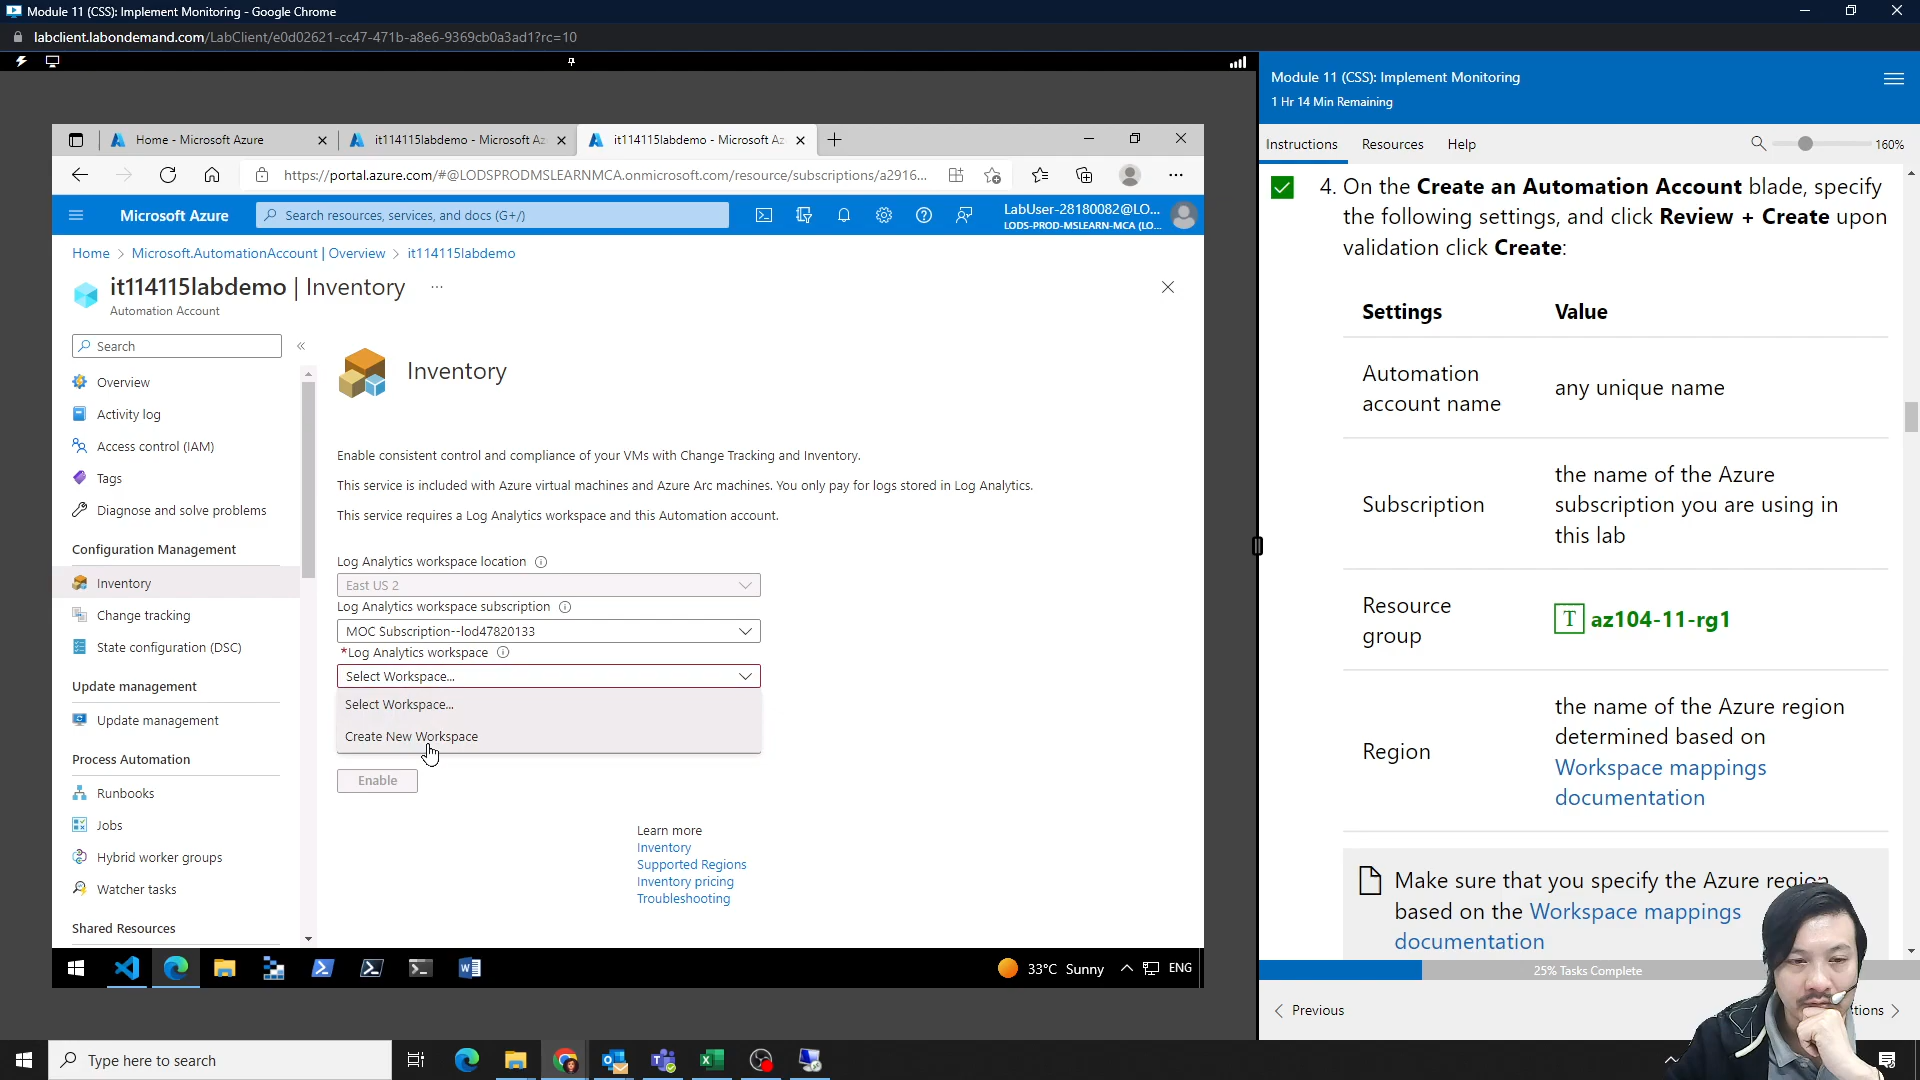 Module 11 (CSS): Implement Monitoring - Google Chrome
labclient.labondemand.com/LabClient/e0d02621-cc47-471b-a8e6-9369cb0a3ad1?rc=10
Home - Microsoft Azure
it114115labdemo - Microsoft Az
it114115labdemo - Microsoft Az
https://portal.azure.com/#@LODSPRODMSLEARNMCA.onmicrosoft.com/resource/subscriptions/a2916...
Microsoft Azure
Search resources, services, and docs (G+/)
LabUser-28180082@LO...
LODS-PROD-MSLEARN-MCA (LO...
Home > Microsoft.AutomationAccount | Overview > it114115labdemo
it114115labdemo | Inventory ...
Automation Account
Search
Overview
Activity log
Access control (IAM)
Tags
Diagnose and solve problems
Configuration Management
Inventory
Change tracking
State configuration (DSC)
Update management
Update management
Process Automation
Runbooks
Jobs
Hybrid worker groups
Watcher tasks
Shared Resources
Inventory
Enable consistent control and compliance of your VMs with Change Tracking and Inventory.
This service is included with Azure virtual machines and Azure Arc machines. You only pay for logs stored in Log Analytics.
This service requires a Log Analytics workspace and this Automation account.
Log Analytics workspace location
East US 2
Log Analytics workspace subscription
MOC Subscription--lod47820133
*Log Analytics workspace
Select Workspace...
Select Workspace...
Create New Workspace
Enable
Learn more
Inventory
Supported Regions
Inventory pricing
Troubleshooting
33°C Sunny
ENG
Module 11 (CSS): Implement Monitoring
1 Hr 14 Min Remaining
Instructions
Resources
Help
160%
4. On the Create an Automation Account blade, specify
the following settings, and click Review + Create upon
validation click Create:
Settings
Value
Automation
account name
any unique name
Subscription
the name of the Azure
subscription you are using in
this lab
Resource
group
T az104-11-rg1
Region
the name of the Azure region
determined based on
Workspace mappings
documentation
Make sure that you specify the Azure region
based on the Workspace mappings
documentation
25% Tasks Complete
Previous
Type here to search